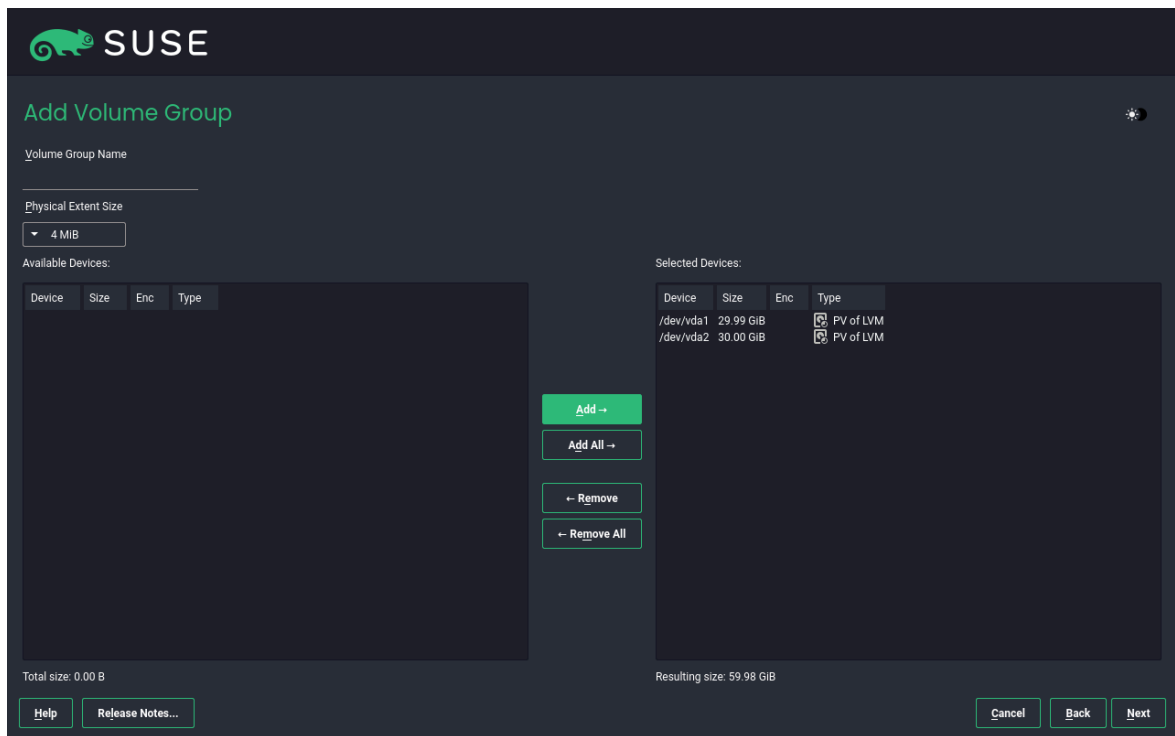 SUSE
Add Volume Group
Volume Group Name
Physical Extent Size
4 MiB
Available Devices:
Device Size Enc Type
Add →
Add All →
← Remove
← Remove All
Selected Devices:
Device Size Enc Type
/dev/vda1 29.99 GiB PV of LVM
/dev/vda2 30.00 GiB PV of LVM
Total size: 0.00 B
Resulting size: 59.98 GiB
Help Release Notes... Cancel Back Next